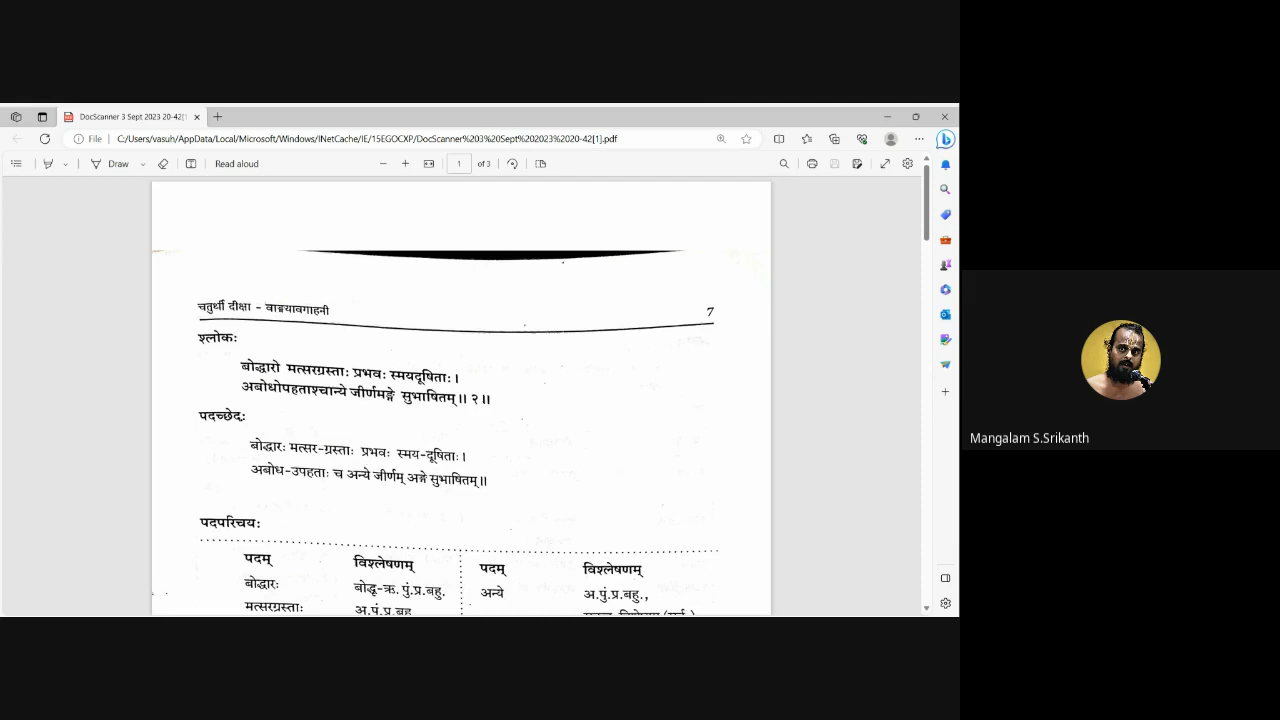 DocScanner 3 Sept 2023 20-42[1
File
C:/Users/vasuh/AppData/Local/Microsoft/Windows/INetCache/IE/15EGOCXP/DocScanner%203%20Sept%202023%2020-42[1].pdf
Draw
Read aloud
1 of 3
चतुर्थी दीक्षा - वाङ्मयावगाहनी 7
श्लोकः
बोद्धारो मत्सरग्रस्ताः प्रभवः स्मयदूषिताः।
अबोधोपहताश्चान्ये जीर्णमङ्गे सुभाषितम्॥ २॥
पदच्छेदः
बोद्धारः मत्सर-ग्रस्ताः प्रभवः स्मय-दूषिताः।
अबोध-उपहताः च अन्ये जीर्णम् अङ्गे सुभाषितम्॥
पदपरिचयः
पदम् विश्लेषणम् पदम् विश्लेषणम्
बोद्धारः बोद्धृ-ऋ. पुं.प्र.बहु. अन्ये अ.पुं.प्र.बहु.,
मत्सरग्रस्ताः अ.पुं.प्र.बहु
Mangalam S.Srikanth